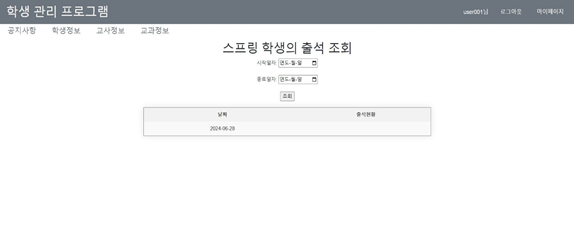 학생 관리 프로그램
user001님 로그아웃 마이페이지
공지사항 학생정보 교사정보 교과정보
스프링 학생의 출석 조회
시작일자: 연도-월-일
종료일자: 연도-월-일
조회
날짜 출석현황
2024-06-28